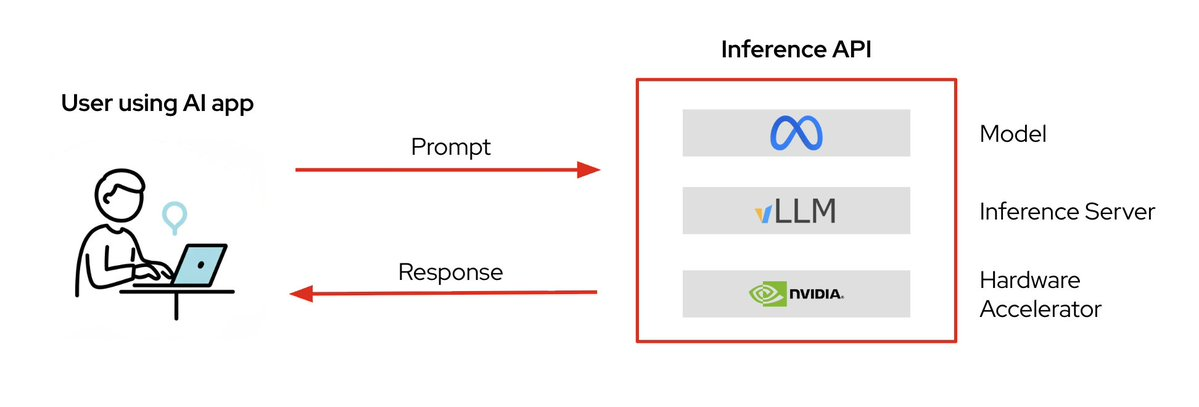 Inference API
User using AI app
Prompt
Model
vLLM
Inference Server
Response
Hardware
Accelerator
NVIDIA